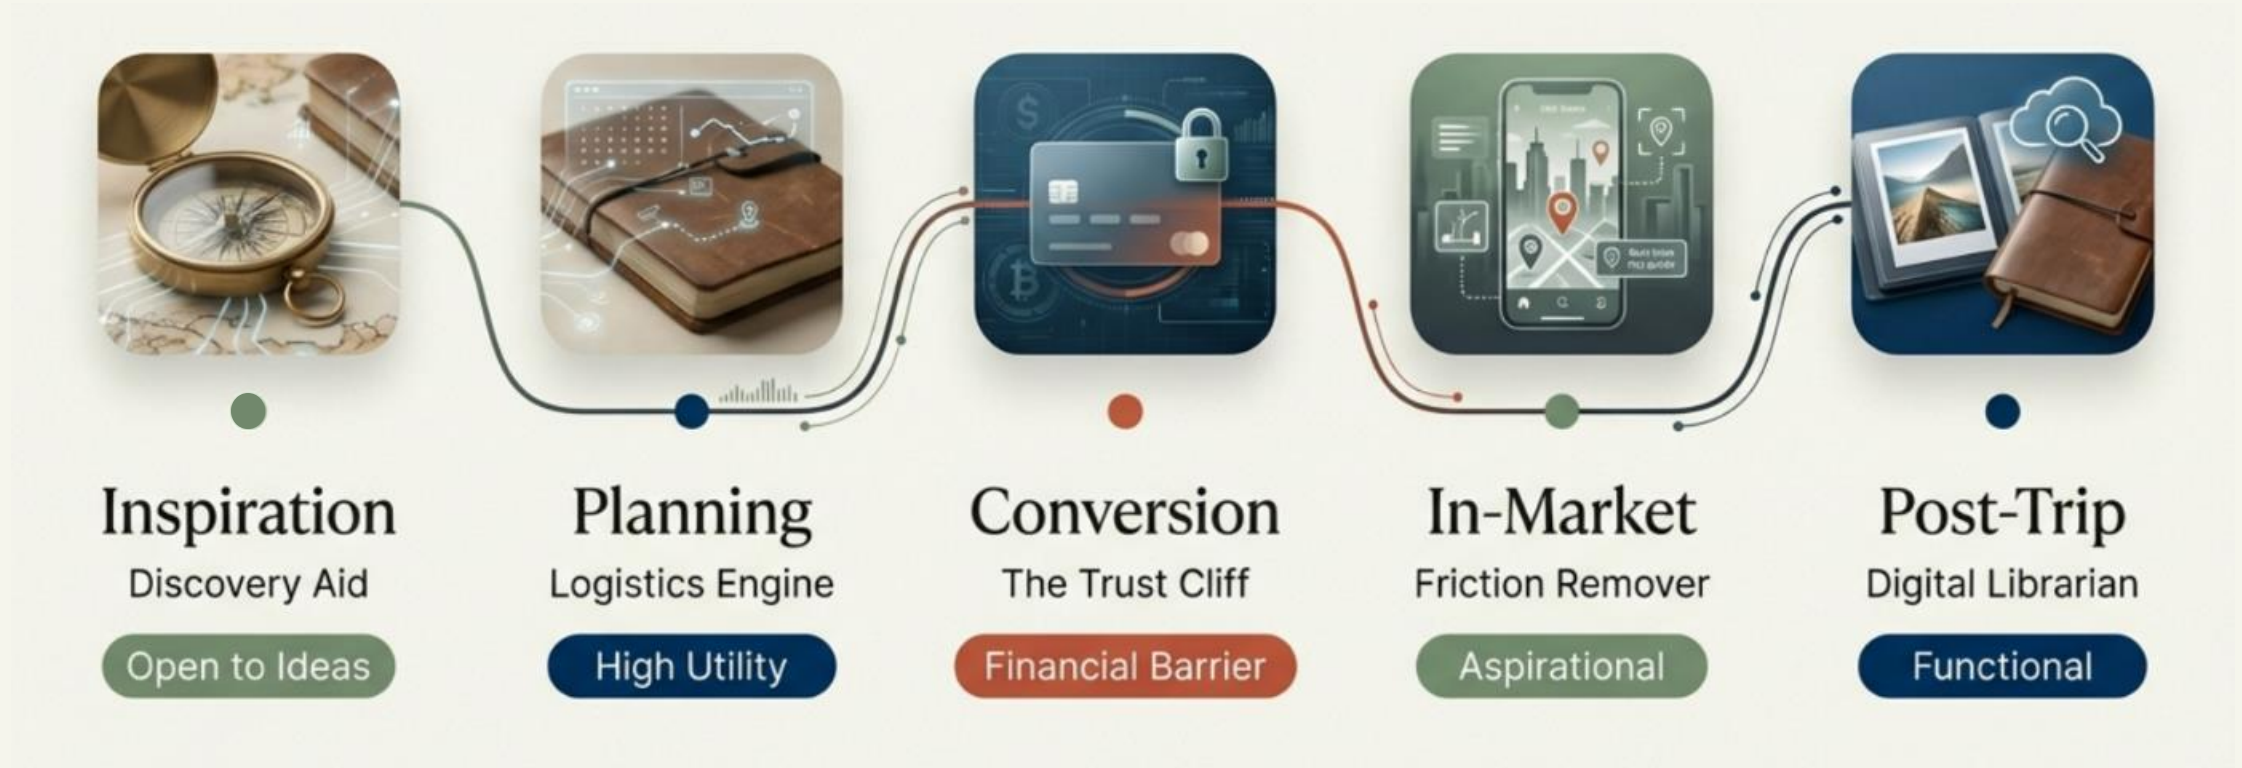 Inspiration
Discovery Aid
Open to Ideas
Planning
Logistics Engine
High Utility
Conversion
The Trust Cliff
Financial Barrier
In-Market
Friction Remover
Aspirational
Post-Trip
Digital Librarian
Functional